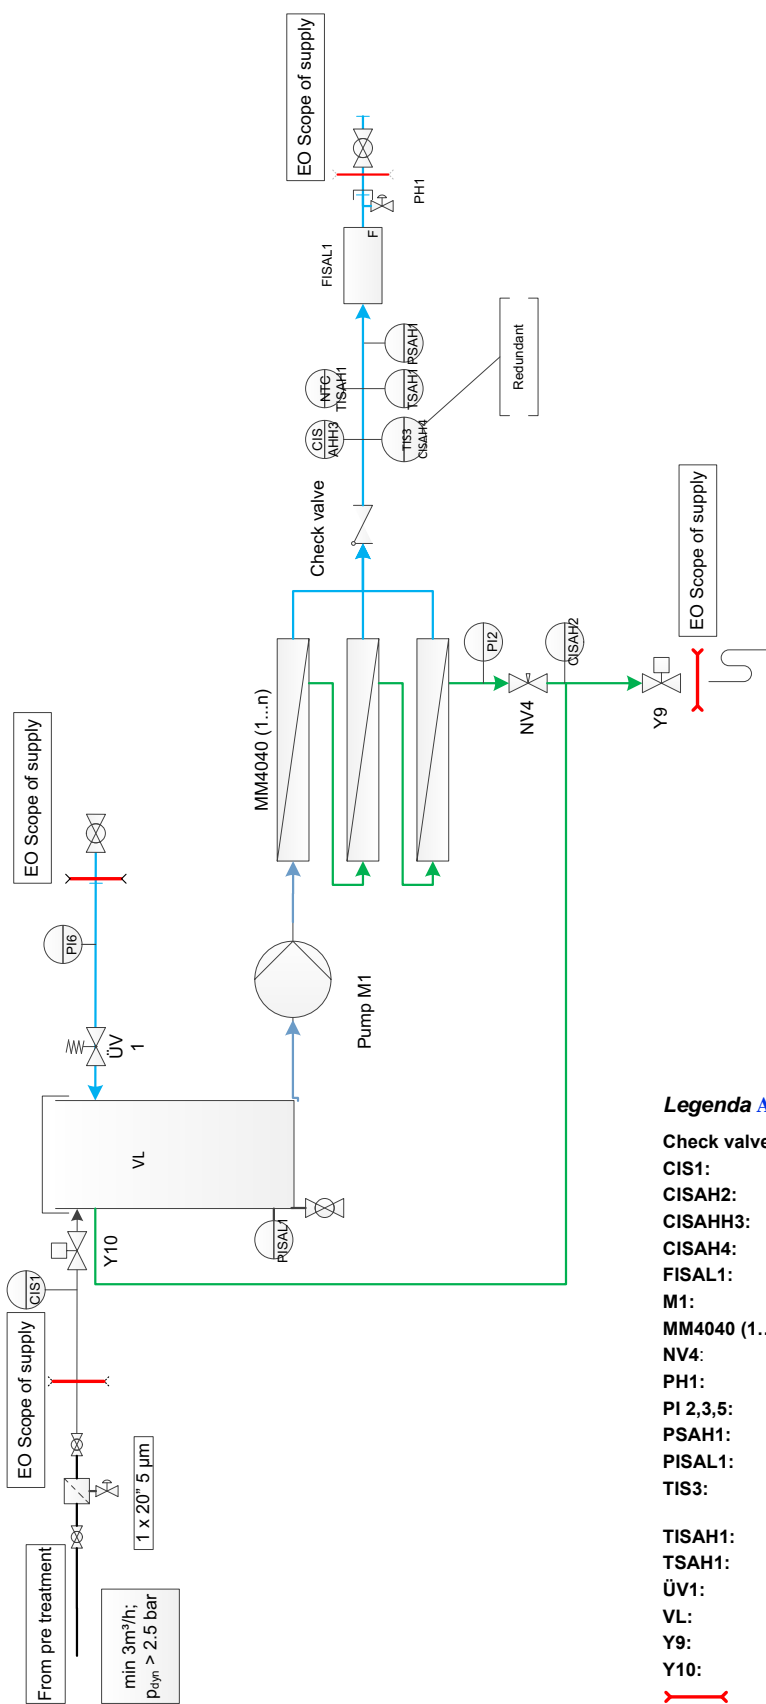 EO Scope of supply
PH1
FISAL1
F
PSAH1
NTC
TISAH1
TSAH1
CIS
AHH3
TIS3
CISAH4
Redundant
Check valve
EO Scope of supply
MM4040 (1...n)
PI2
CISAH2
NV4
Y9
EO Scope of supply
PI6
ÜV
1
Pump M1
VL
PISAL1
Y10
CIS1
EO Scope of supply
1 x 20" 5 µm
From pre treatment
min 3m³/h;
pdyn > 2.5 bar
Legenda A
Check valve
CIS1:
CISAH2:
CISAHH3:
CISAH4:
FISAL1:
M1:
MM4040 (1..
NV4:
PH1:
PI 2,3,5:
PSAH1:
PISAL1:
TIS3:
TISAH1:
TSAH1:
ÜV1:
VL:
Y9:
Y10: